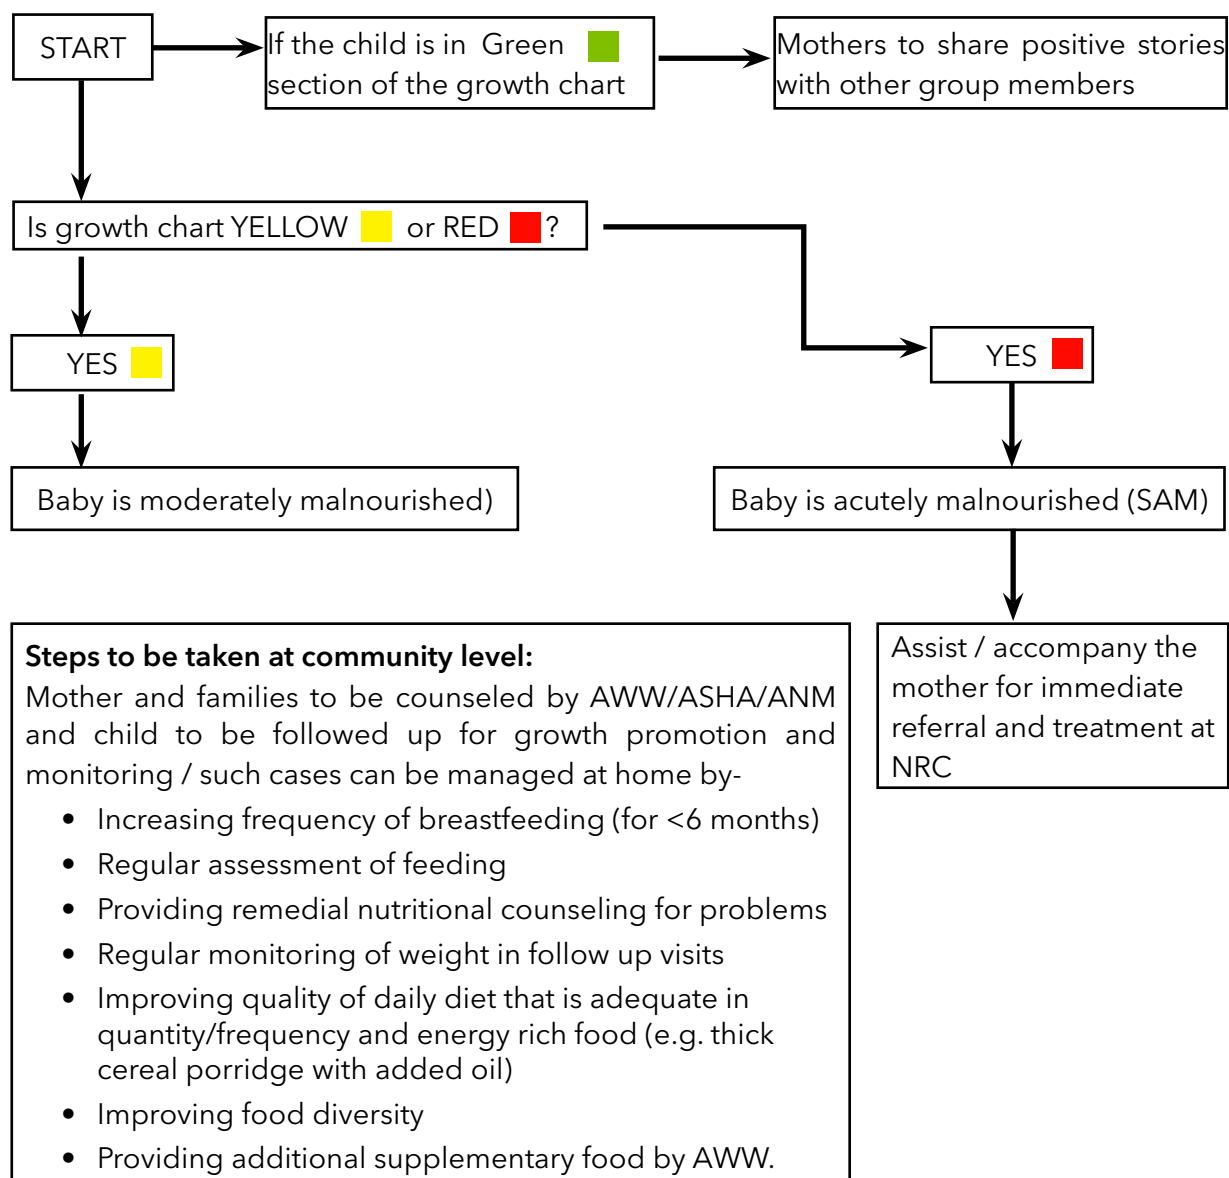 START
If the child is in Green
section of the growth chart
Mothers to share positive stories
with other group members
Is growth chart YELLOW or RED ?
YES
YES
Baby is moderately malnourished)
Baby is acutely malnourished (SAM)
Steps to be taken at community level:
Mother and families to be counseled by AWW/ASHA/ANM
and child to be followed up for growth promotion and
monitoring / such cases can be managed at home by-
• Increasing frequency of breastfeeding (for <6 months)
• Regular assessment of feeding
• Providing remedial nutritional counseling for problems
• Regular monitoring of weight in follow up visits
• Improving quality of daily diet that is adequate in
quantity/frequency and energy rich food (e.g. thick
cereal porridge with added oil)
• Improving food diversity
• Providing additional supplementary food by AWW.
Assist / accompany the
mother for immediate
referral and treatment at
NRC